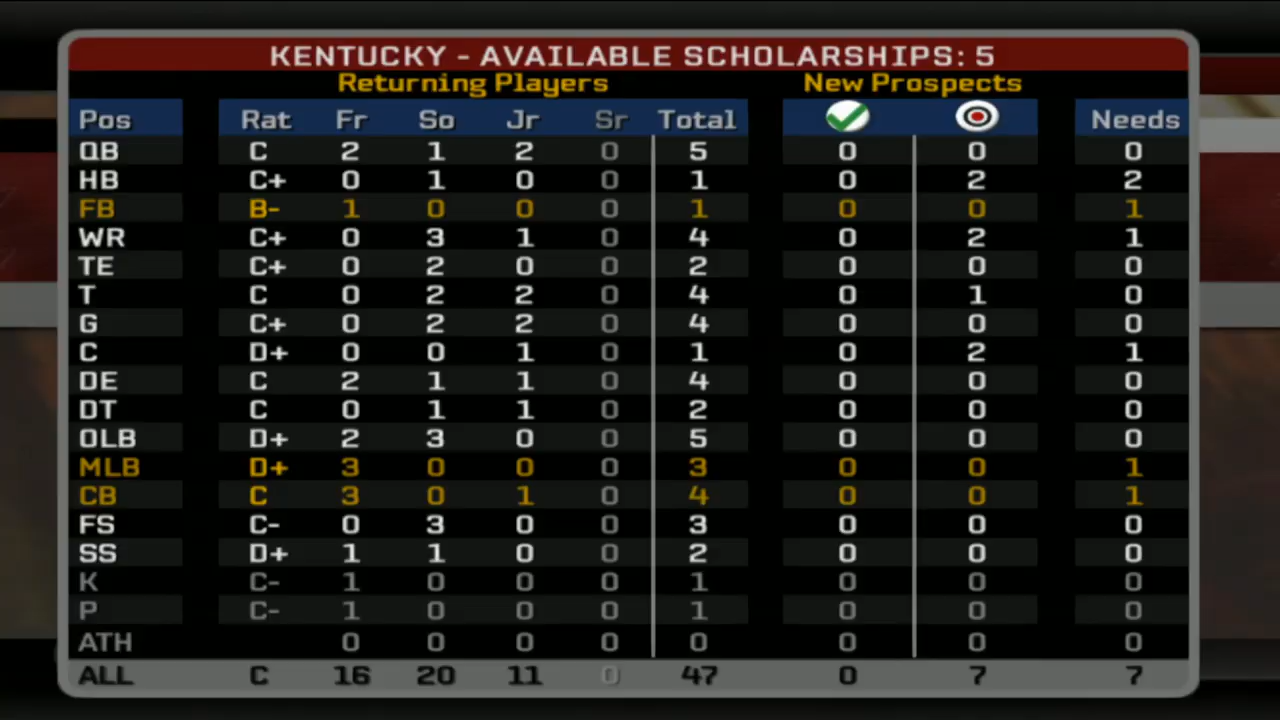 KENTUCKY - AVAILABLE SCHOLARSHIPS: 5
Returning Players New Prospects
Pos Rat Fr So Jr Sr Total Needs
QB C 2 1 2 0 5 0 0 0
HB C+ 0 1 0 0 1 0 2 2
FB B- 1 0 0 0 1 0 0 1
WR C+ 0 3 1 0 4 0 2 1
TE C+ 0 2 0 0 2 0 0 0
T C 0 2 2 0 4 0 1 0
G C+ 0 2 2 0 4 0 0 0
C D+ 0 0 1 0 1 0 2 1
DE C 2 1 1 0 4 0 0 0
DT C 0 1 1 0 2 0 0 0
OLB D+ 2 3 0 0 5 0 0 0
MLB D+ 3 0 0 0 3 0 0 1
CB C 3 0 1 0 4 0 0 1
FS C- 0 3 0 0 3 0 0 0
SS D+ 1 1 0 0 2 0 0 0
K C- 1 0 0 0 1 0 0 0
P C- 1 0 0 0 1 0 0 0
ATH 0 0 0 0 0 0 0 0
ALL C 16 20 11 0 47 0 7 7